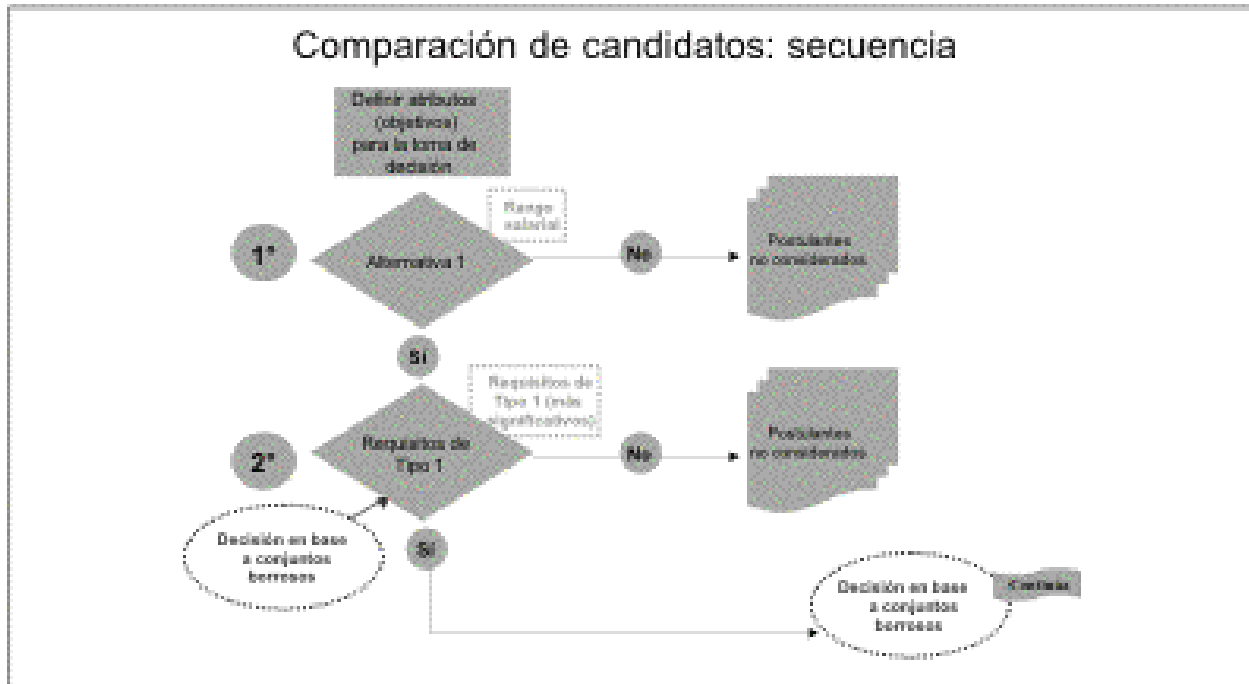 Comparación de candidatos: secuencia
Definir atributos
(objetivos)
para la toma de
decisión
Rango
salarial
1°
Alternativa 1
No
Postulantes
no considerados
Sí
Requisitos de
Tipo 1 (más
significativos)
2°
Requisitos de
Tipo 1
No
Postulantes
no considerados
Decisión en base
a conjuntos
borrosos
Sí
Decisión en base
a conjuntos
borrosos
Continúa